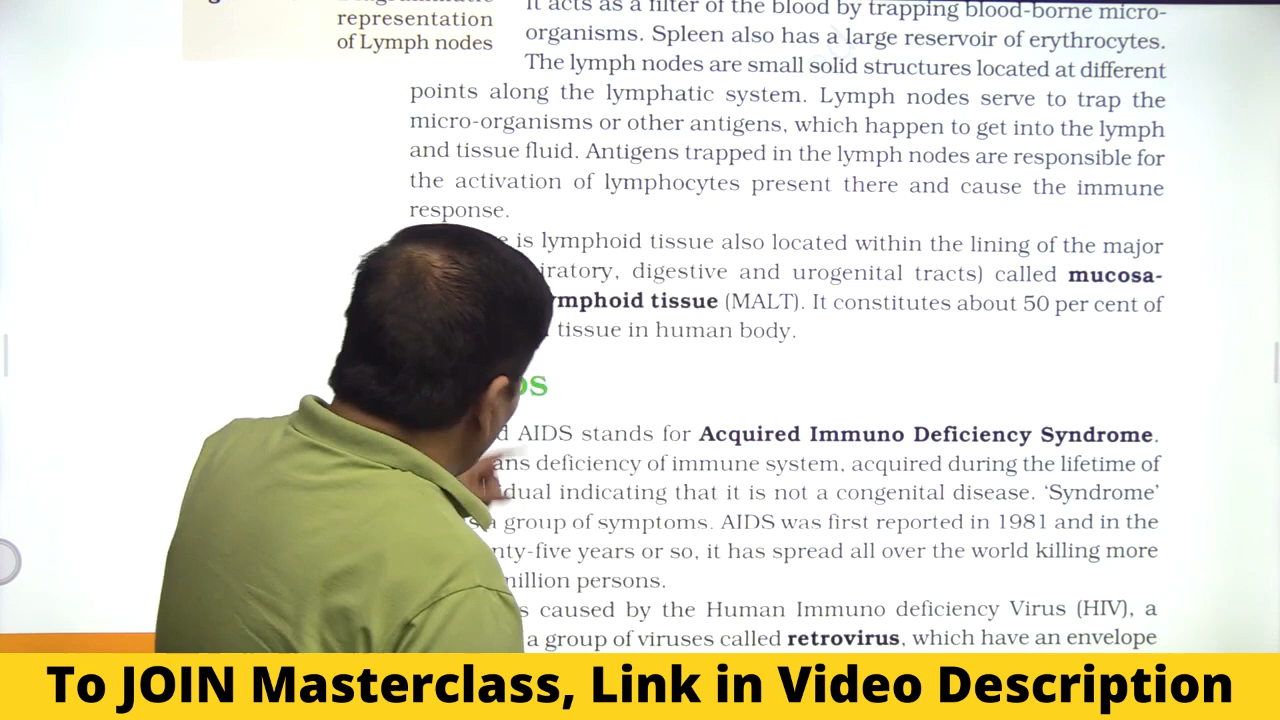 representation
of Lymph nodes
It acts as a filter of the blood by trapping blood-borne micro-
organisms. Spleen also has a large reservoir of erythrocytes.
The lymph nodes are small solid structures located at different
points along the lymphatic system. Lymph nodes serve to trap the
micro-organisms or other antigens, which happen to get into the lymph
and tissue fluid. Antigens trapped in the lymph nodes are responsible for
the activation of lymphocytes present there and cause the immune
response.
is lymphoid tissue also located within the lining of the major
iratory, digestive and urogenital tracts) called mucosa-
ymphoid tissue (MALT). It constitutes about 50 per cent of
tissue in human body.
DS
AIDS stands for Acquired Immuno Deficiency Syndrome.
ans deficiency of immune system, acquired during the lifetime of
dual indicating that it is not a congenital disease. ‘Syndrome’
a group of symptoms. AIDS was first reported in 1981 and in the
nty-five years or so, it has spread all over the world killing more
million persons.
s caused by the Human Immuno deficiency Virus (HIV), a
a group of viruses called retrovirus, which have an envelope
To JOIN Masterclass, Link in Video Description